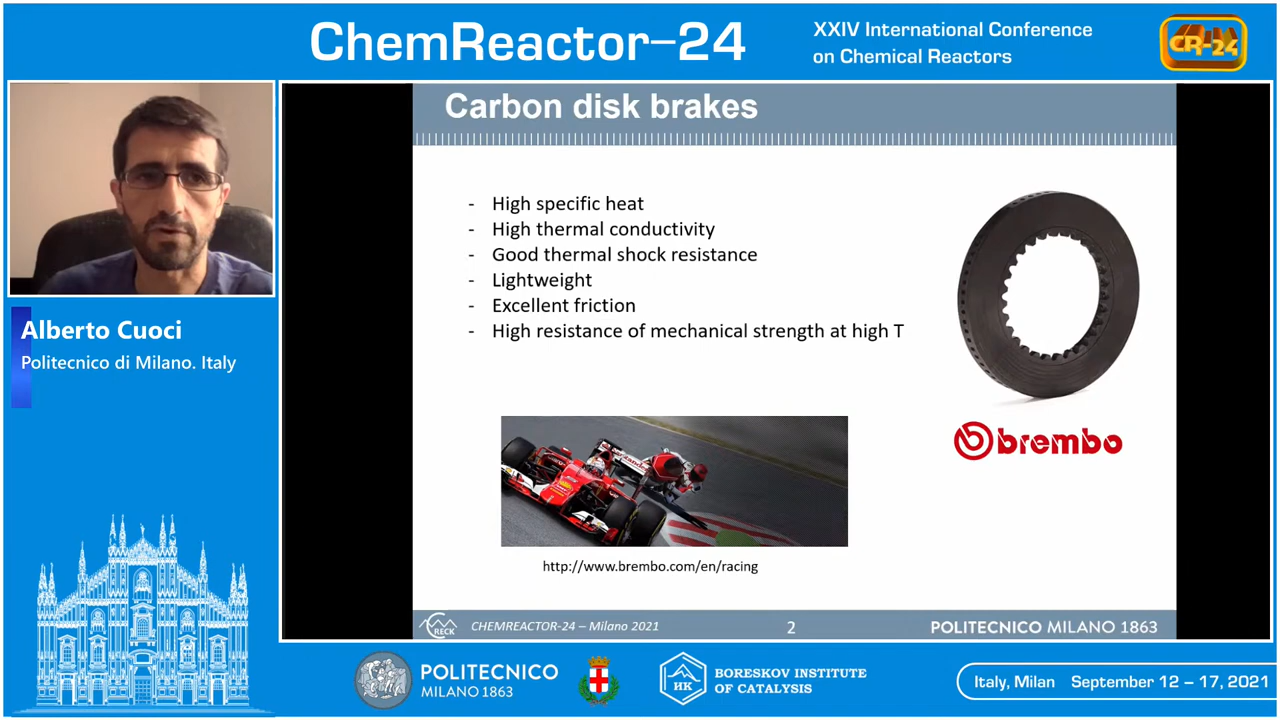 ChemReactor-24
XXIV International Conference
on Chemical Reactors
CR-24
Carbon disk brakes
- High specific heat
- High thermal conductivity
- Good thermal shock resistance
- Lightweight
- Excellent friction
- High resistance of mechanical strength at high T
brembo
http://www.brembo.com/en/racing
Alberto Cuoci
Politecnico di Milano. Italy
CRECK
CHEMREACTOR-24 – Milano 2021
2
POLITECNICO MILANO 1863
POLITECNICO
MILANO 1863
HK
BORESKOV INSTITUTE
OF CATALYSIS
Italy, Milan September 12 – 17, 2021